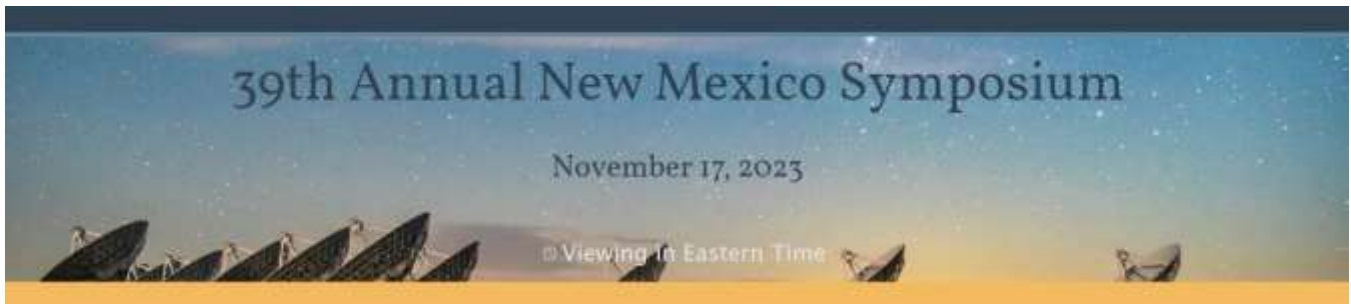 39th Annual New Mexico Symposium
November 17, 2023
Viewing in Eastern Time